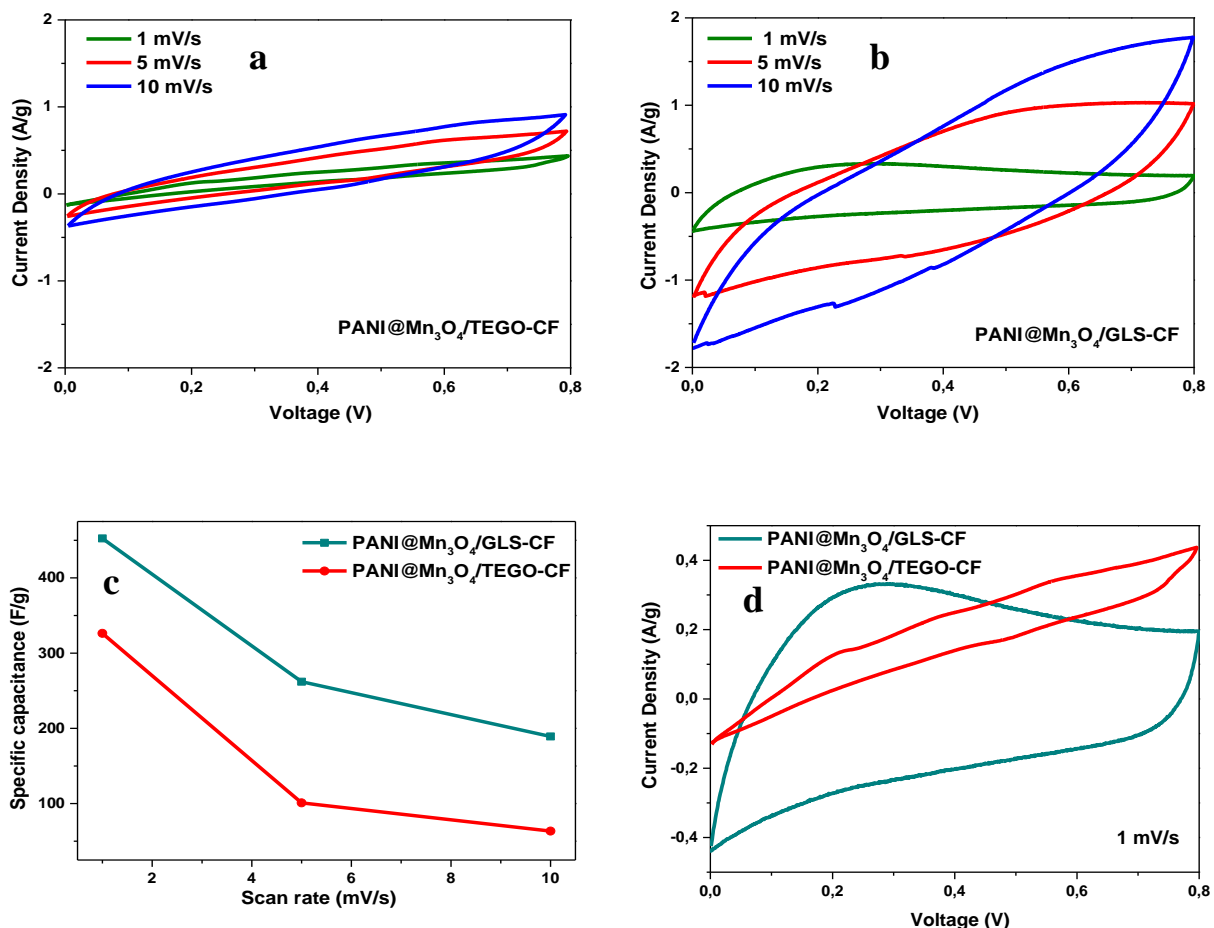 2
1
0
-1
-2
Current Density (A/g)
1 mV/s
5 mV/s
10 mV/s
a
PANI@Mn₃O₄/TEGO-CF
0,0 0,2 0,4 0,6 0,8
Voltage (V)
2
1
0
-1
-2
Current Density (A/g)
1 mV/s
5 mV/s
10 mV/s
b
PANI@Mn₃O₄/GLS-CF
0,0 0,2 0,4 0,6 0,8
Voltage (V)
400
300
200
100
Specific capacitance (F/g)
PANI@Mn₃O₄/GLS-CF
PANI@Mn₃O₄/TEGO-CF
c
2 4 6 8 10
Scan rate (mV/s)
0,4
0,2
0,0
-0,2
-0,4
Current Density (A/g)
PANI@Mn₃O₄/GLS-CF
PANI@Mn₃O₄/TEGO-CF
d
1 mV/s
0,0 0,2 0,4 0,6 0,8
Voltage (V)